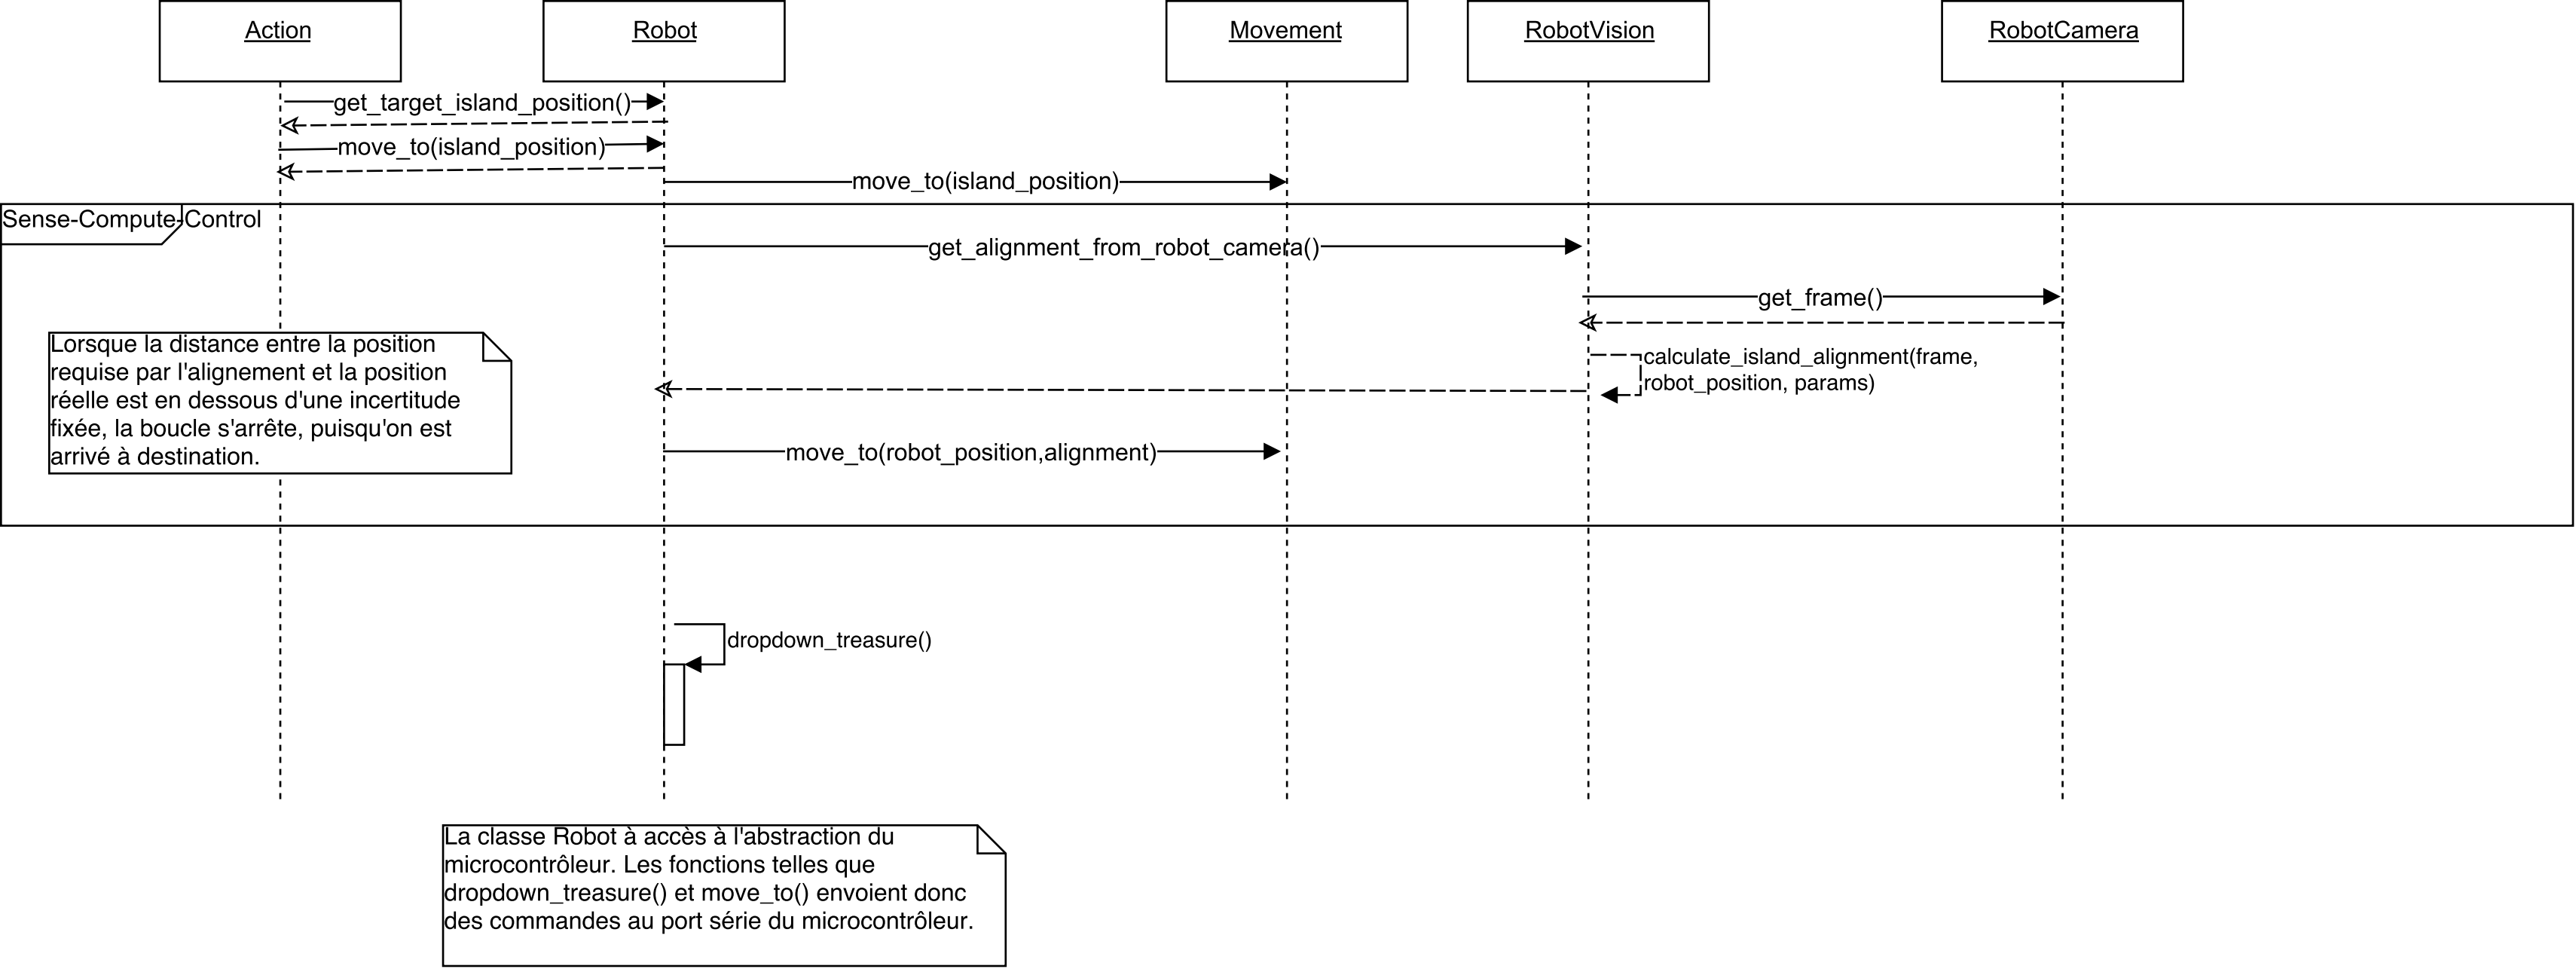 Action
Robot
Movement
RobotVision
RobotCamera
get_target_island_position()
move_to(island_position)
move_to(island_position)
Sense-Compute-Control
get_alignment_from_robot_camera()
get_frame()
Lorsque la distance entre la position
requise par l'alignement et la position
réelle est en dessous d'une incertitude
fixée, la boucle s'arrête, puisqu'on est
arrivé à destination.
calculate_island_alignment(frame,
robot_position, params)
move_to(robot_position,alignment)
dropdown_treasure()
La classe Robot à accès à l'abstraction du
microcontrôleur. Les fonctions telles que
dropdown_treasure() et move_to() envoient donc
des commandes au port série du microcontrôleur.